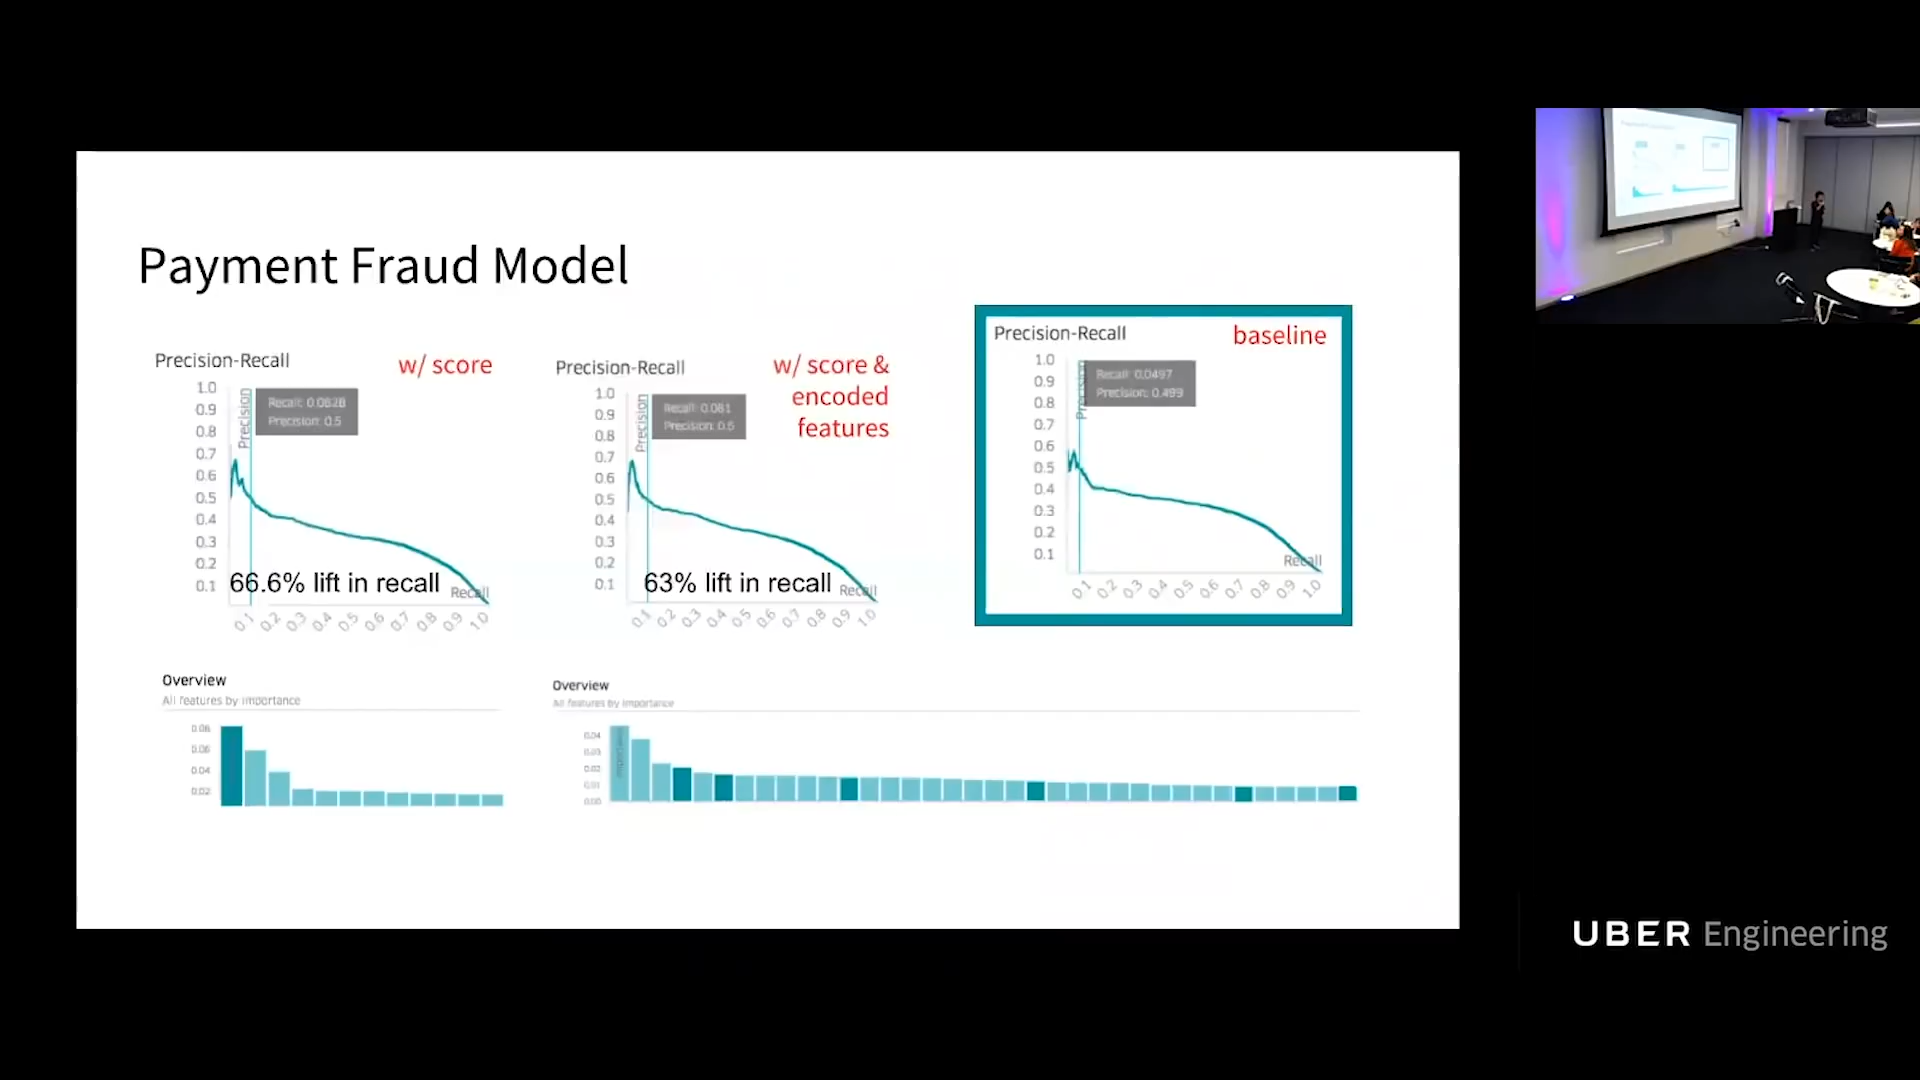 Payment Fraud Model
Precision-Recall
w/ score
1.0
0.9
0.8
0.7
0.6
0.5
0.4
0.3
0.2
0.1
Precision
Recall: 0.0828
Precision: 0.5
66.6% lift in recall
Recall
0.1 0.2 0.3 0.4 0.5 0.6 0.7 0.8 0.9 1.0
Precision-Recall
w/ score &
encoded
features
1.0
0.9
0.8
0.7
0.6
0.5
0.4
0.3
0.2
0.1
Precision
Recall: 0.081
Precision: 0.5
63% lift in recall
Recall
0.1 0.2 0.3 0.4 0.5 0.6 0.7 0.8 0.9 1.0
Precision-Recall
baseline
1.0
0.9
0.8
0.7
0.6
0.5
0.4
0.3
0.2
0.1
Precision
Recall: 0.0497
Precision: 0.499
Recall
0.1 0.2 0.3 0.4 0.5 0.6 0.7 0.8 0.9 1.0
Overview
All features by importance
0.08
0.06
0.04
0.02
Overview
All features by importance
0.04
0.03
0.02
0.01
0.00
UBER Engineering